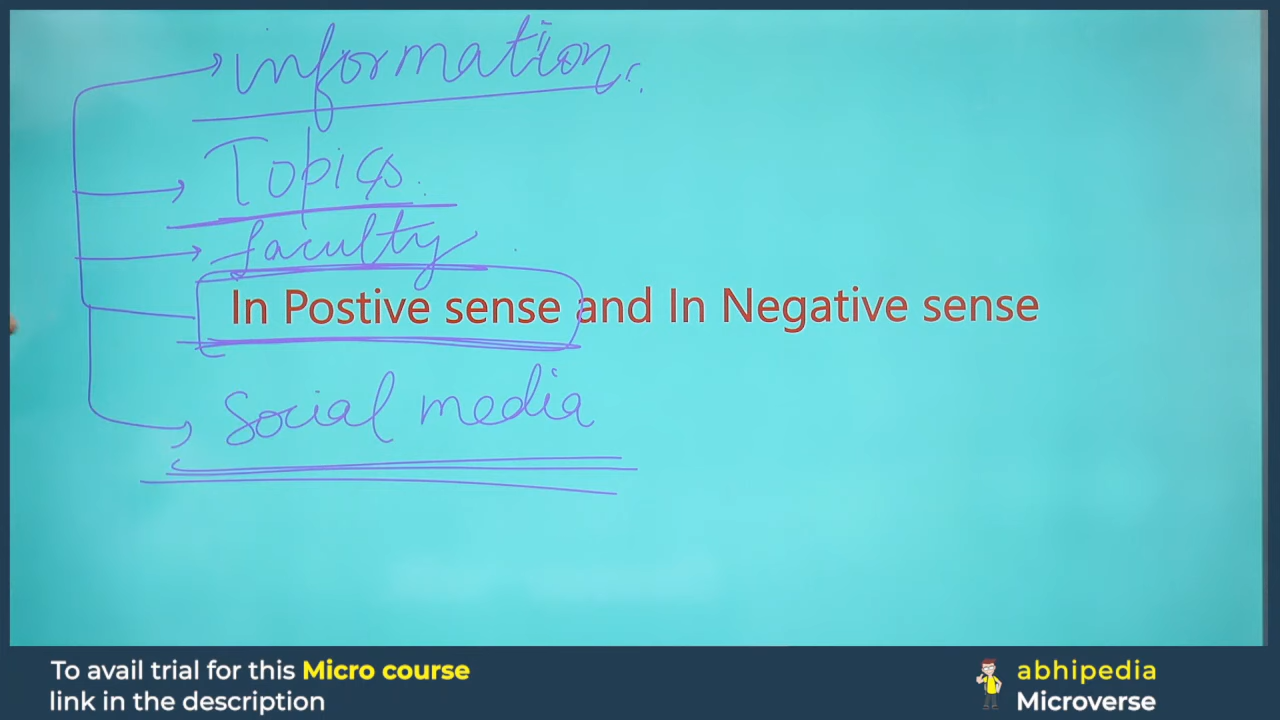 information
Topics
faculty
In Postive sense and In Negative sense
Social media
To avail trial for this Micro course
link in the description
abhipedia
Microverse